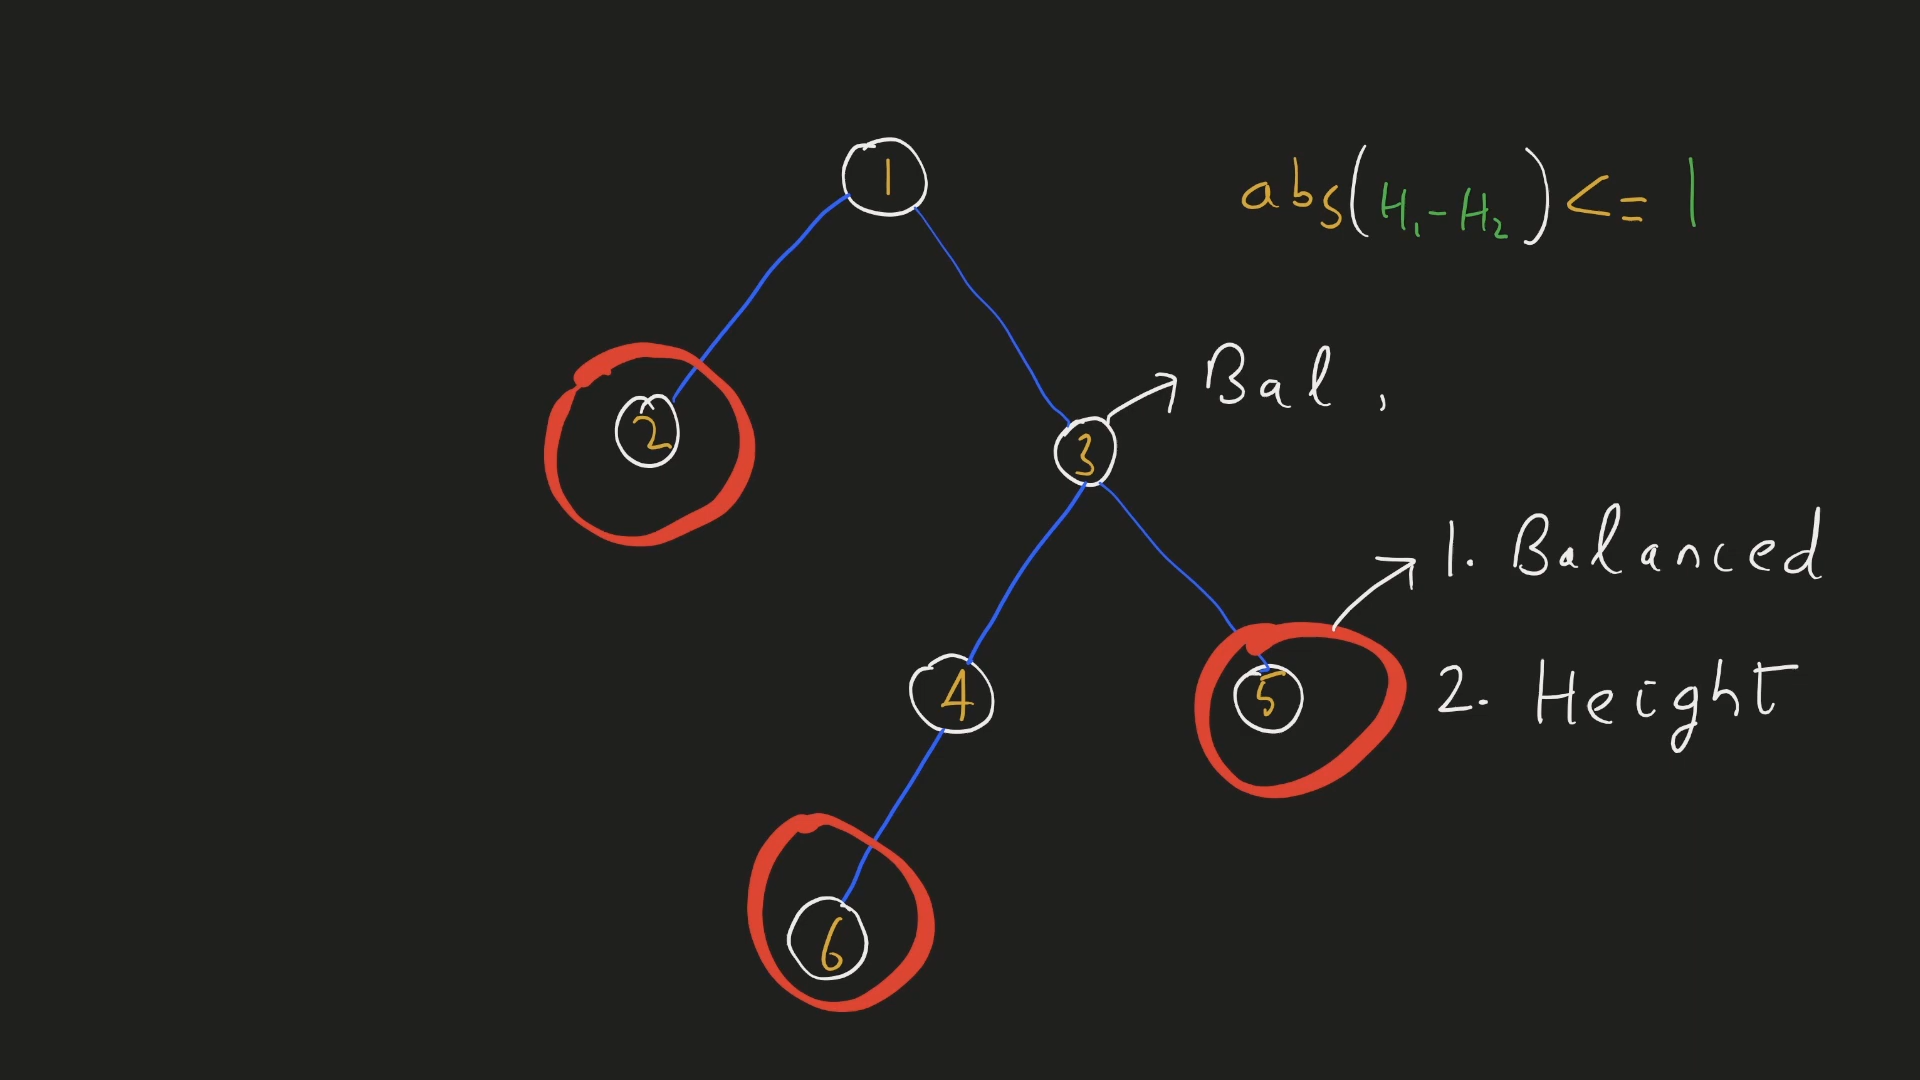 1
abs(H₁-H₂) <= 1
2
3
Bal,
4
5
1. Balanced
2. Height
6